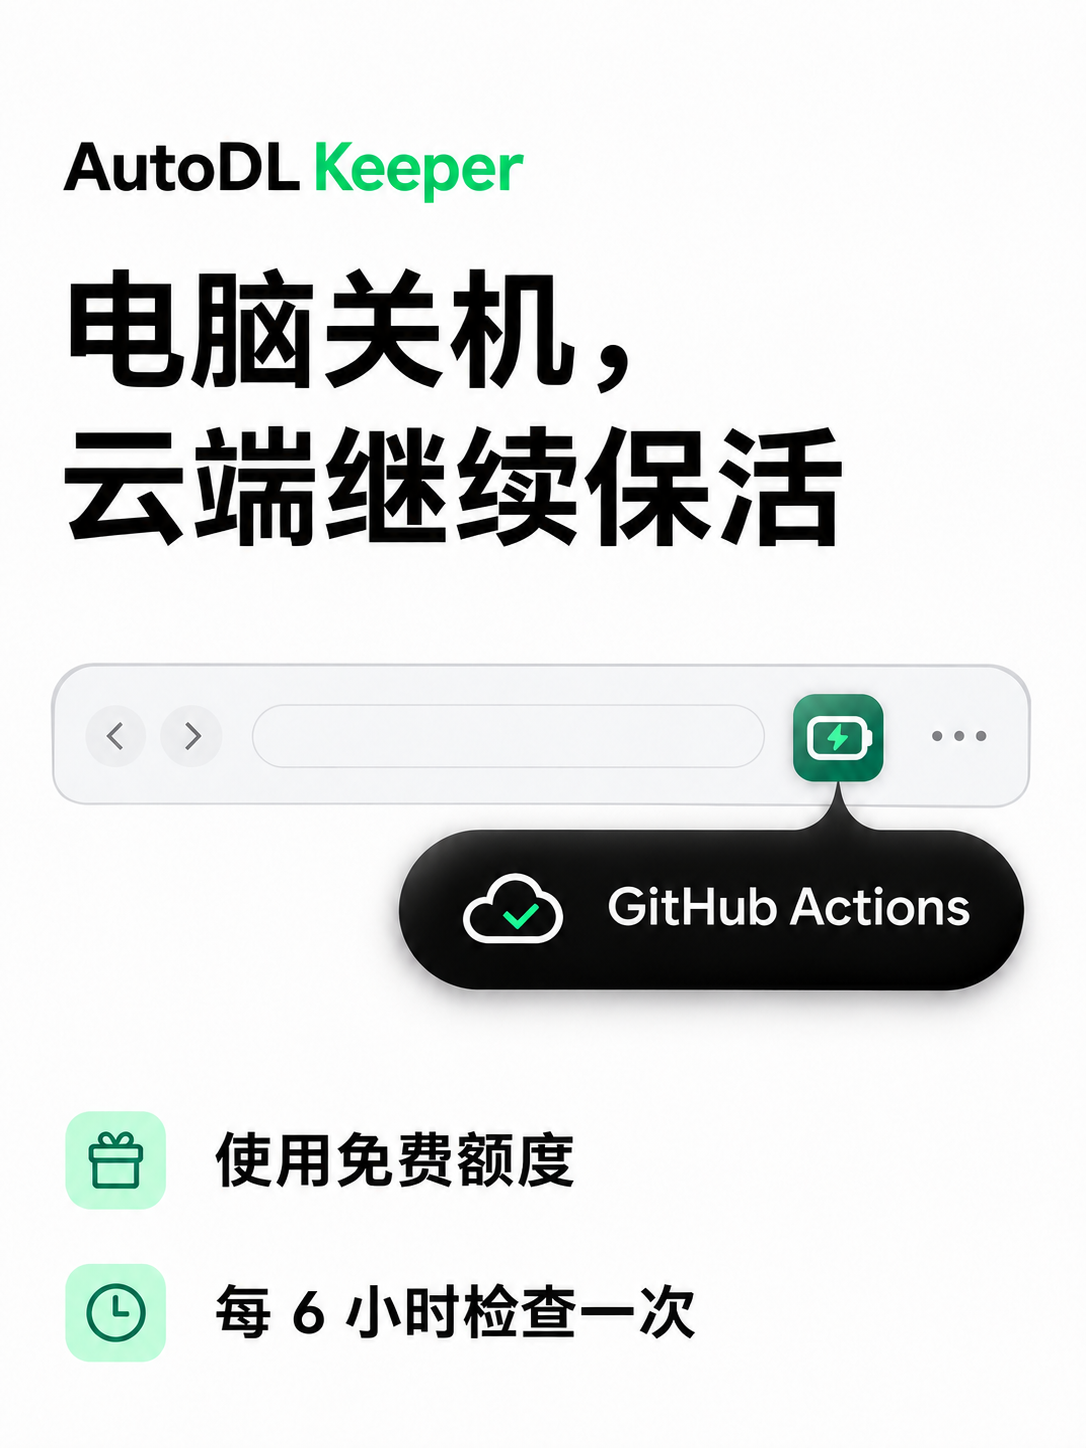 AutoDL Keeper
电脑关机，
云端继续保活
GitHub Actions
使用免费额度
每 6 小时检查一次